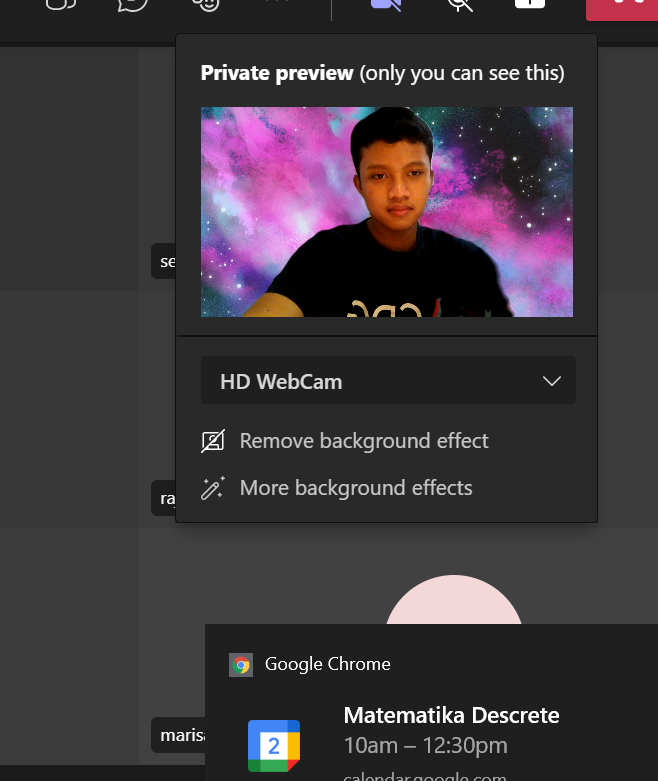 Private preview (only you can see this)
se
HD WebCam
Remove background effect
More background effects
ra
Google Chrome
Matematika Descrete
10am – 12:30pm
2
maris
calendar.google.com